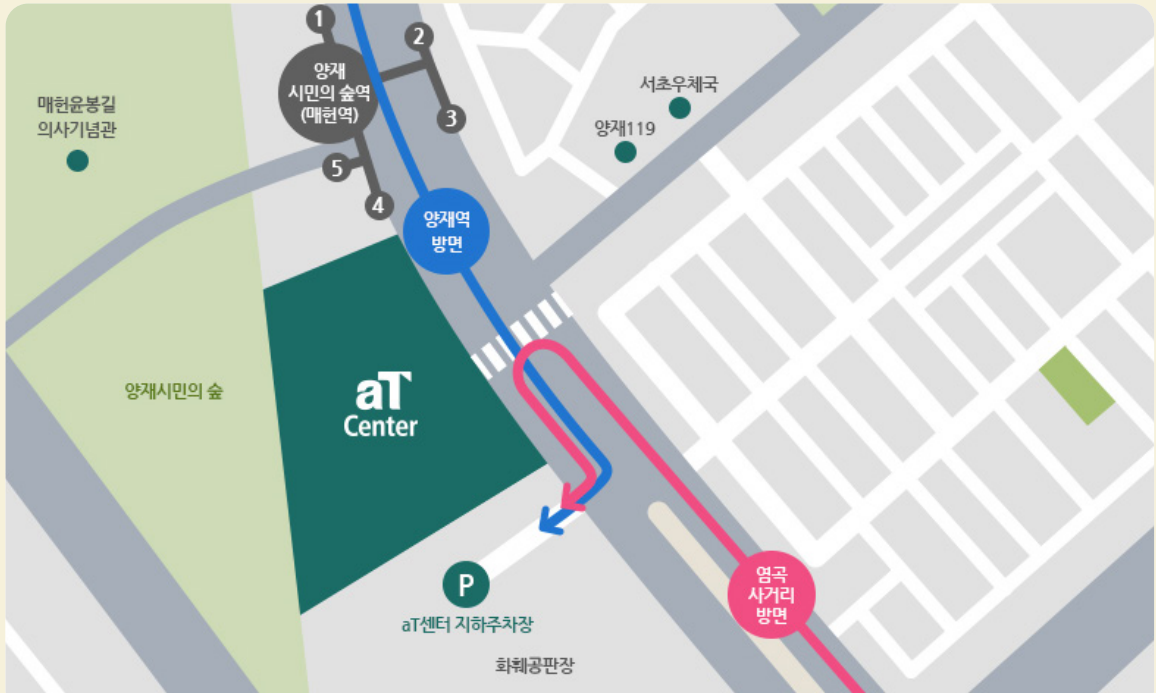 1
2
양재
시민의 숲역
(매헌역)
3
5
4
매헌윤봉길
의사기념관
서초우체국
양재119
양재역
방면
양재시민의 숲
aT
Center
P
aT센터 지하주차장
염곡
사거리
방면
화훼공판장